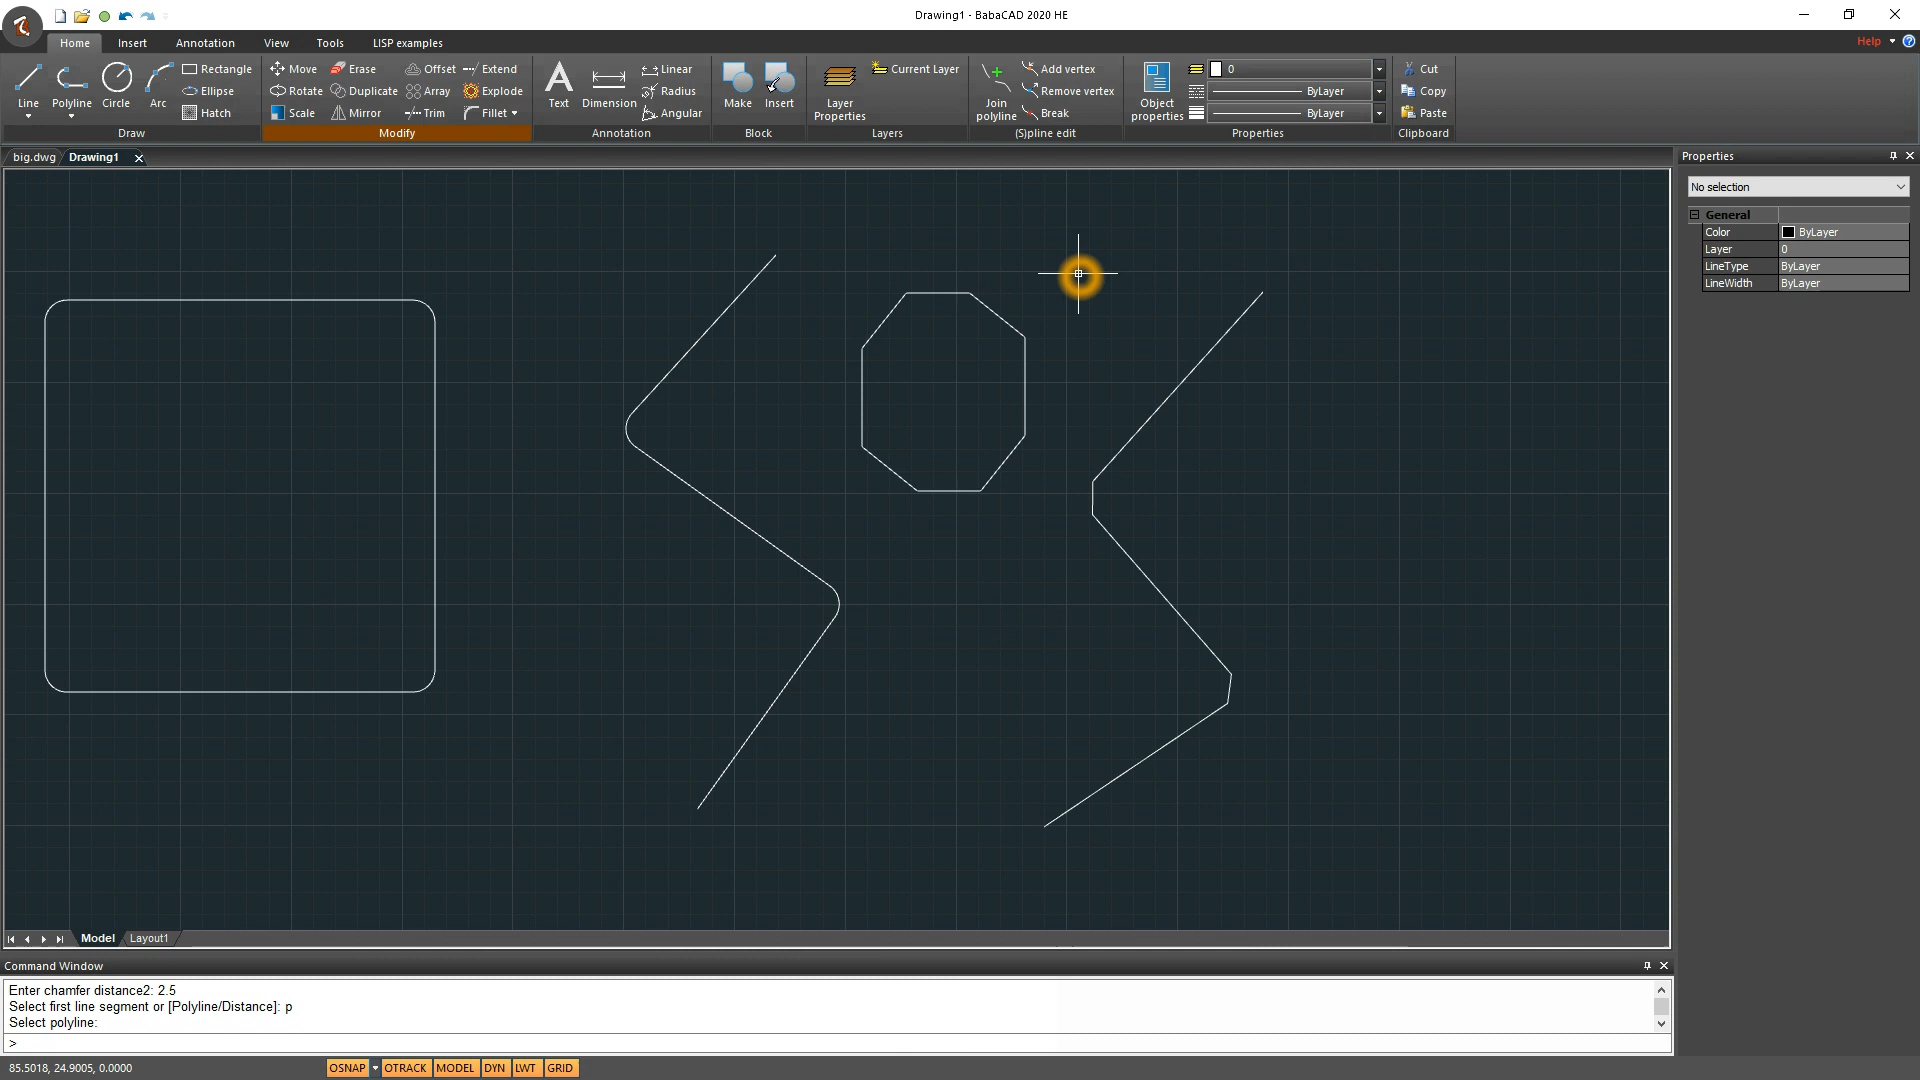 Drawing1 - BabaCAD 2020 HE
Home Insert Annotation View Tools LISP examples Help
Line Polyline Circle Arc Rectangle Ellipse Hatch
Draw
Move Erase Offset Extend
Rotate Duplicate Array Explode
Scale Mirror Trim Fillet
Modify
Text Dimension Linear Radius Angular
Annotation
Make Insert
Block
Layer Properties Current Layer
Layers
Join polyline Add vertex Remove vertex Break
(S)pline edit
Object properties 0 ByLayer ByLayer
Properties
Cut Copy Paste
Clipboard
big.dwg Drawing1
Properties
No selection
General
Color ByLayer
Layer 0
LineType ByLayer
LineWidth ByLayer
Model Layout1
Command Window
Enter chamfer distance2: 2.5
Select first line segment or [Polyline/Distance]: p
Select polyline:
>
85.5018, 24.9005, 0.0000 OSNAP OTRACK MODEL DYN LWT GRID